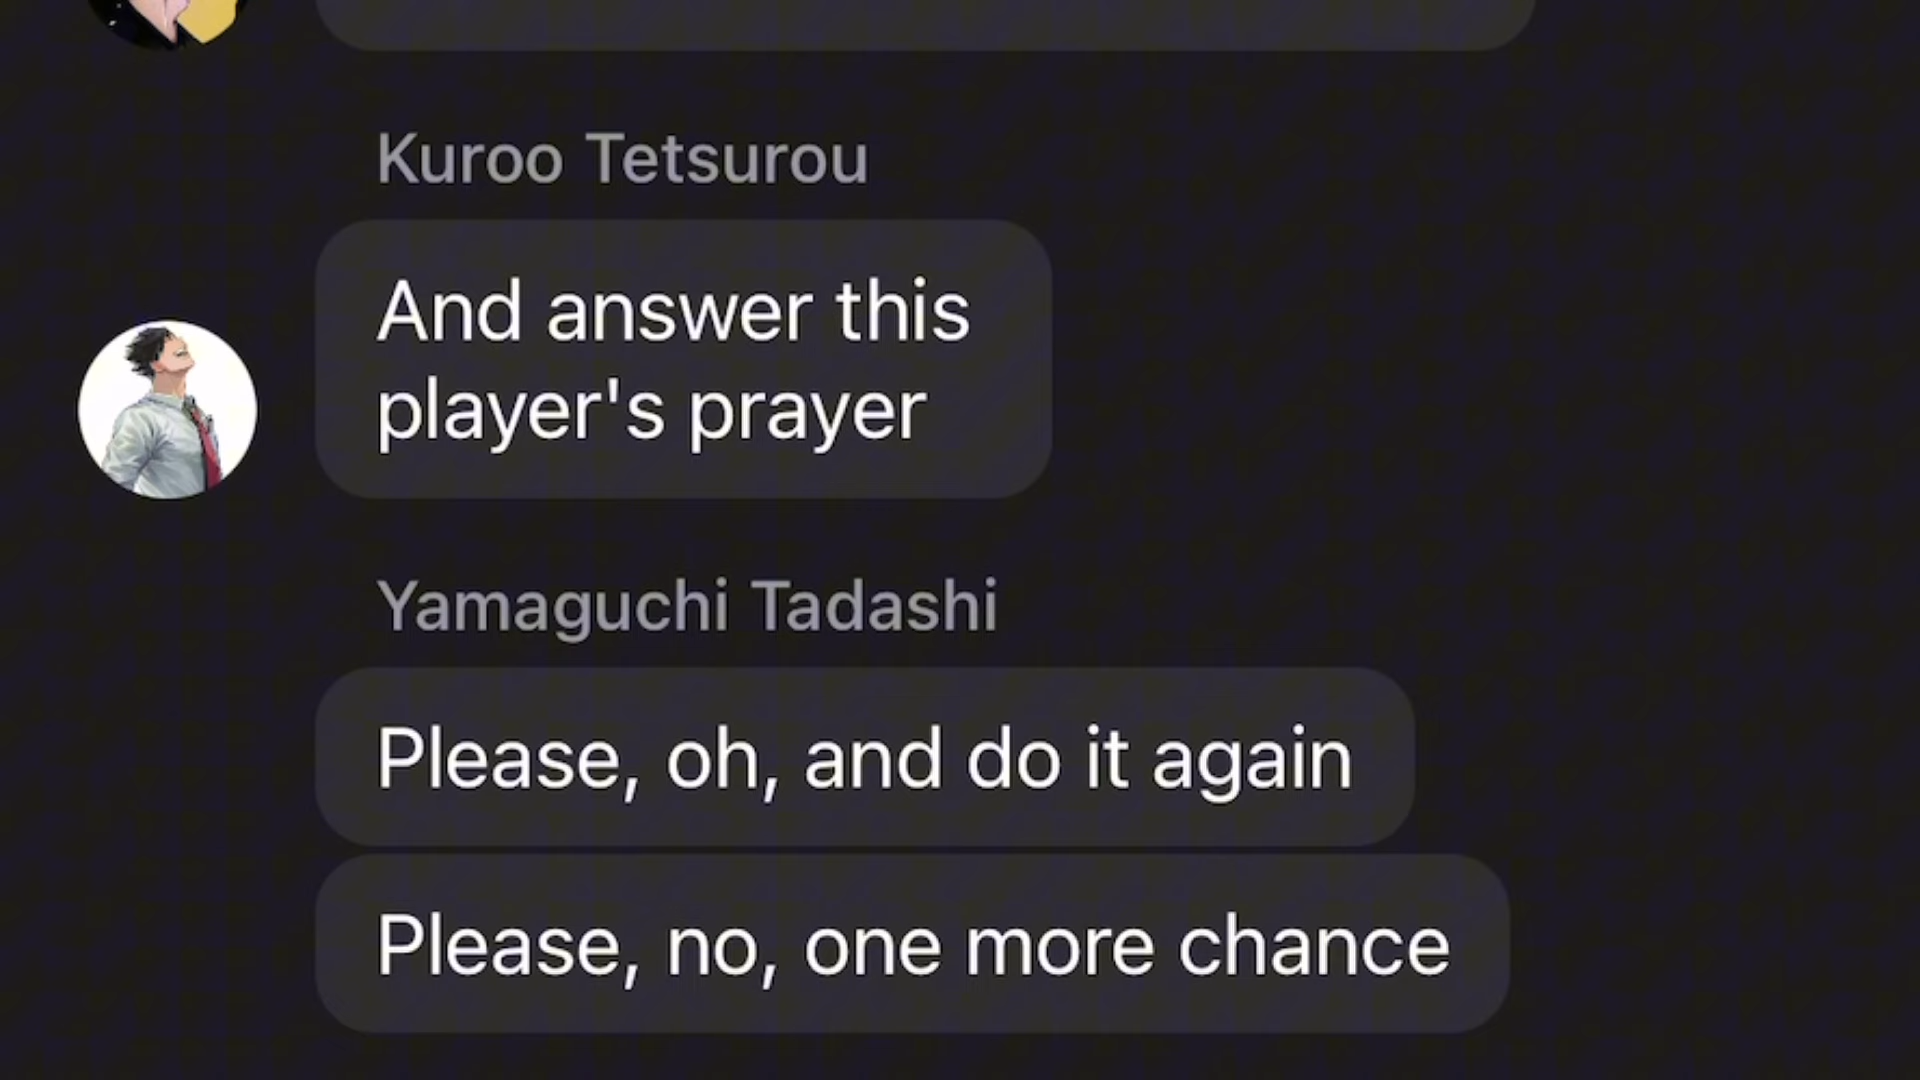 Kuroo Tetsurou
And answer this
player's prayer
Yamaguchi Tadashi
Please, oh, and do it again
Please, no, one more chance